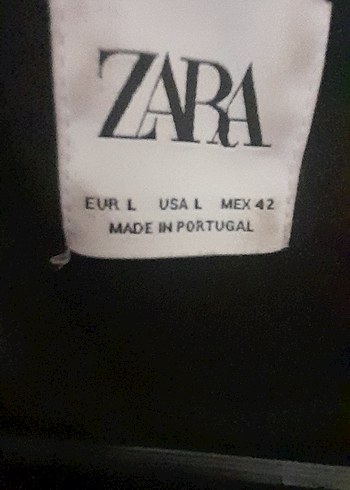 ZARA
EUR L USA L MEX 42
MADE IN PORTUGAL